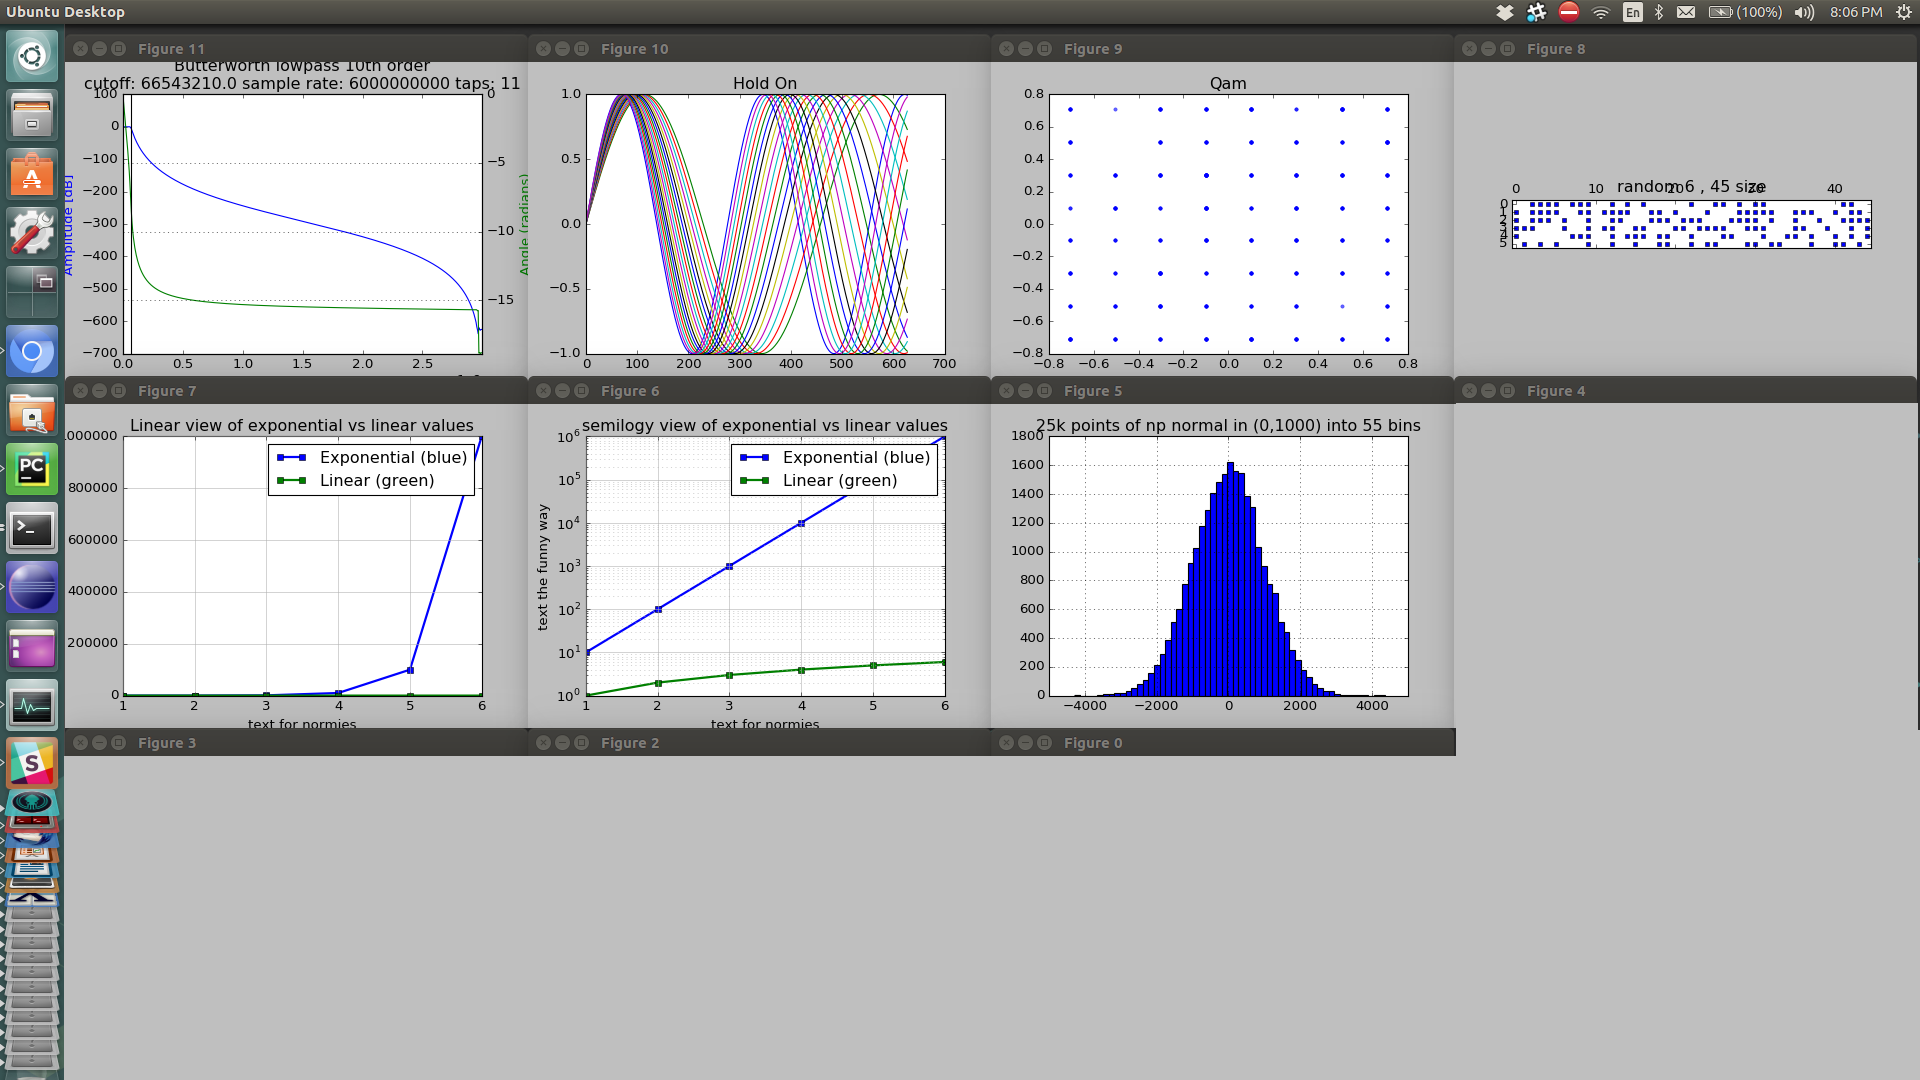 Ubuntu Desktop
En
(100%)
8:06 PM
Figure 11
Butterworth lowpass 10th order
cutoff: 66543210.0 sample rate: 6000000000 taps: 11
100
0
−100
−200
−300
−400
−500
−600
−700
Amplitude [dB]
0
−5
−10
−15
Angle (radians)
0.0 0.5 1.0 1.5 2.0 2.5
Figure 10
Hold On
1.0
0.5
0.0
−0.5
−1.0
0 100 200 300 400 500 600 700
Figure 9
Qam
0.8
0.6
0.4
0.2
0.0
−0.2
−0.4
−0.6
−0.8
−0.8 −0.6 −0.4 −0.2 0.0 0.2 0.4 0.6 0.8
Figure 8
random 6 , 45 size
0 10 20 30 40
0
1
2
3
4
5
Figure 7
Linear view of exponential vs linear values
1000000
800000
600000
400000
200000
0
Exponential (blue)
Linear (green)
1 2 3 4 5 6
text for normies
Figure 6
semilogy view of exponential vs linear values
10^6
10^5
10^4
10^3
10^2
10^1
10^0
text the funny way
Exponential (blue)
Linear (green)
1 2 3 4 5 6
text for normies
Figure 5
25k points of np normal in (0,1000) into 55 bins
1800
1600
1400
1200
1000
800
600
400
200
0
−4000 −2000 0 2000 4000
Figure 4
Figure 3
Figure 2
Figure 0
PC
S